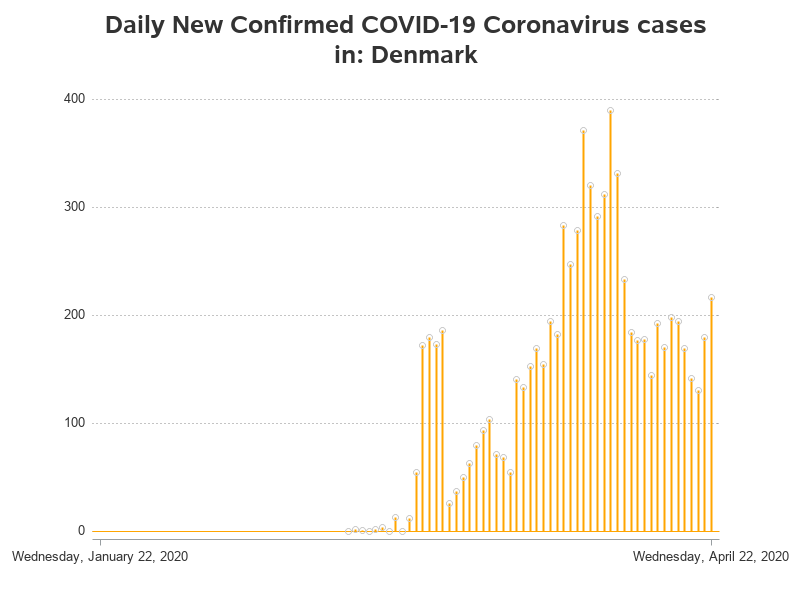 Daily New Confirmed COVID-19 Coronavirus cases
in: Denmark
400
300
200
100
0
Wednesday, January 22, 2020
Wednesday, April 22, 2020